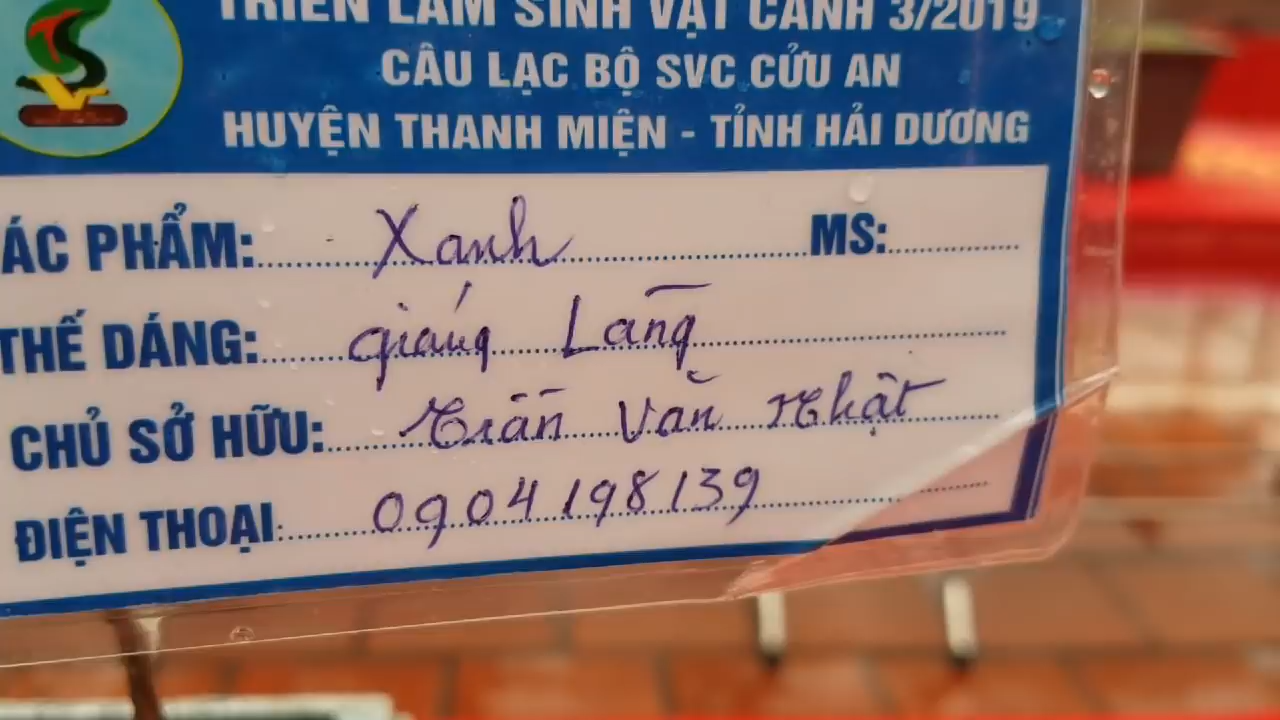 TRIỂN LÃM SINH VẬT CẢNH 3/2019
CÂU LẠC BỘ SVC CỬU AN
HUYỆN THANH MIỆN - TỈNH HẢI DƯƠNG
ÁC PHẨM: Xanh MS:
THẾ DÁNG: giáng Lang
CHỦ SỞ HỮU: Trần Văn Nhật
ĐIỆN THOẠI: 0904198139